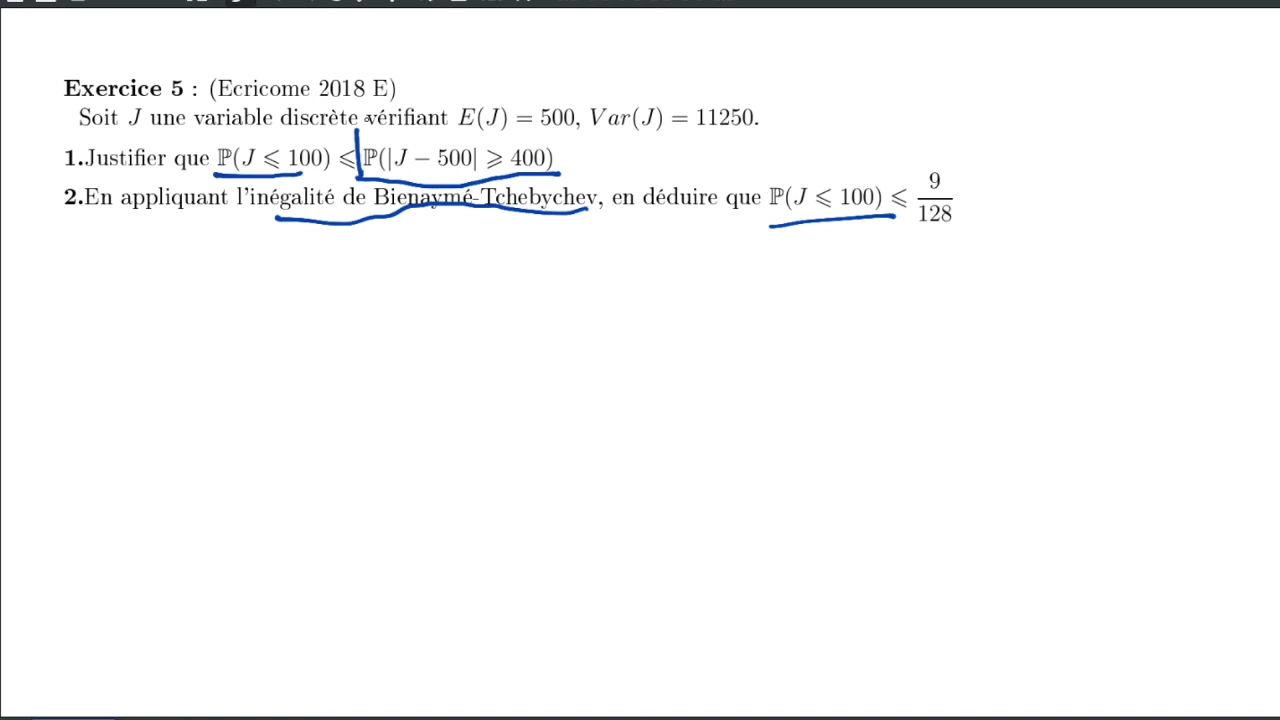 Exercice 5 : (Ecricome 2018 E)
Soit J une variable discrète vérifiant E(J) = 500, Var(J) = 11250.
1.Justifier que ℙ(J ⩽ 100) ⩽ ℙ(|J − 500| ⩾ 400)
2.En appliquant l'inégalité de Bienaymé-Tchebychev, en déduire que ℙ(J ⩽ 100) ⩽ 9/128